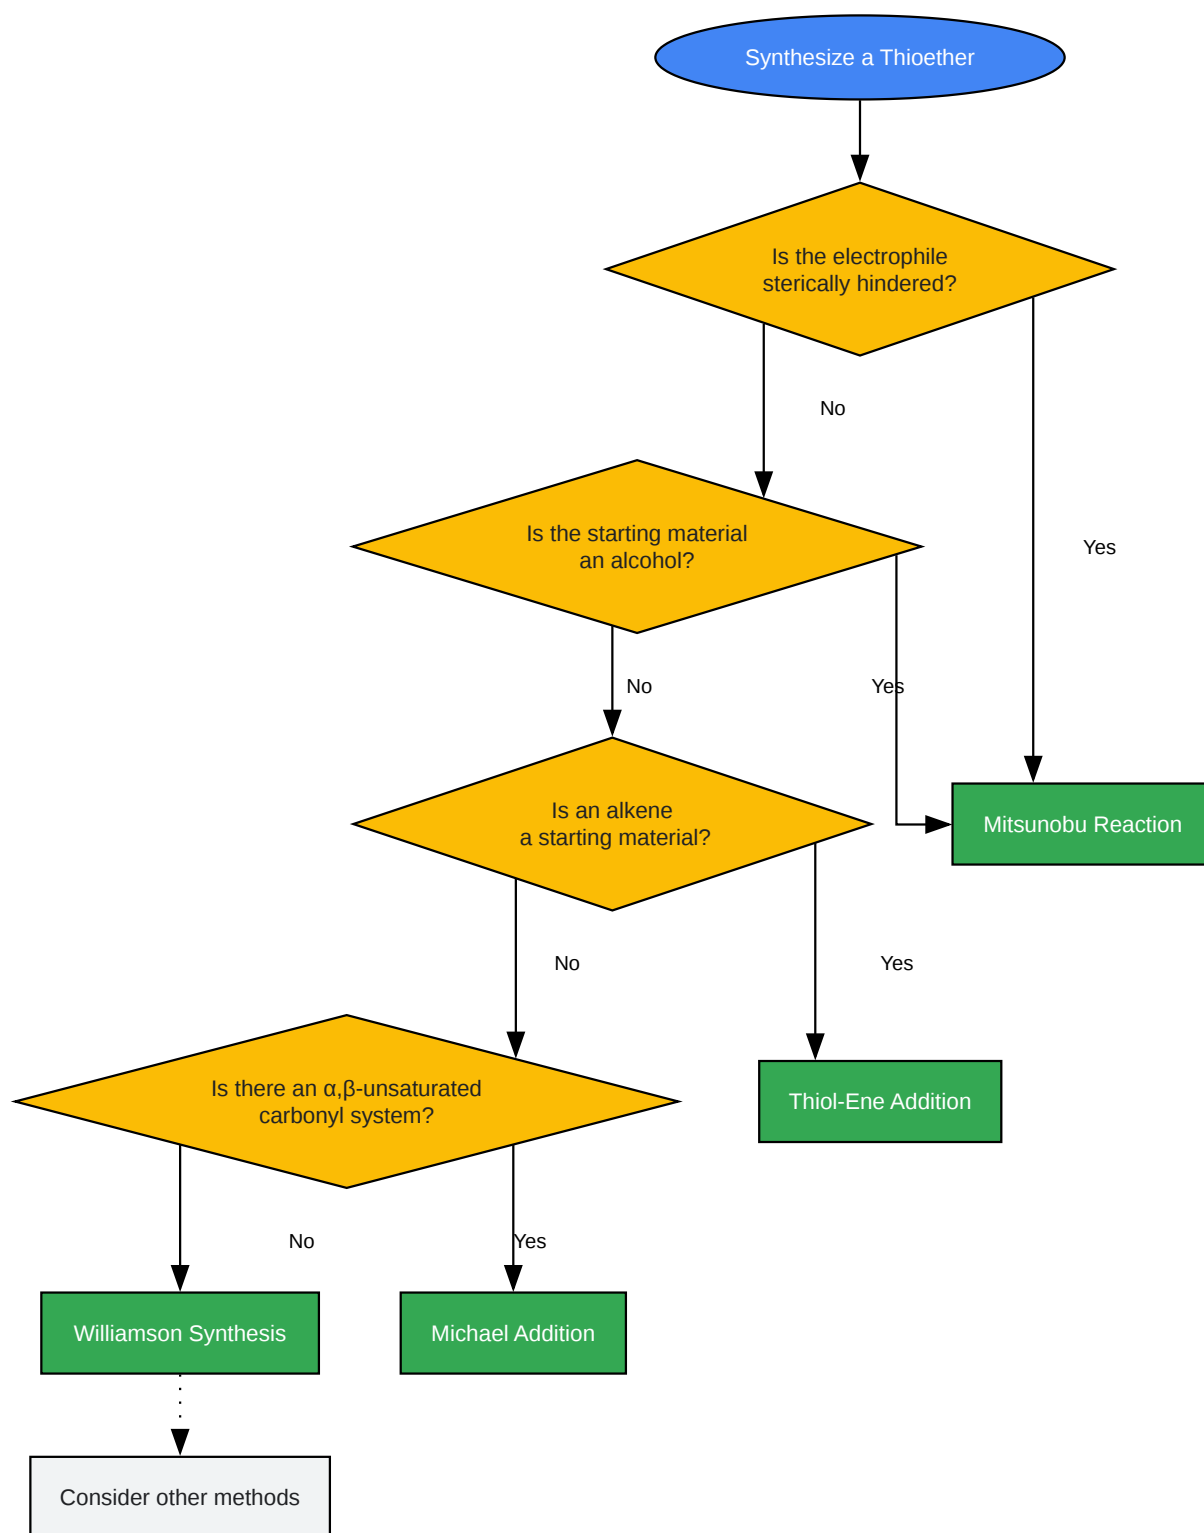 Synthesize a Thioether
Is the electrophile
sterically hindered?
No
Is the starting material
an alcohol?
Yes
No
Yes
Is an alkene
a starting material?
Mitsunobu Reaction
No
Yes
Is there an α,β-unsaturated
carbonyl system?
Thiol-Ene Addition
No
Yes
Williamson Synthesis
Michael Addition
Consider other methods